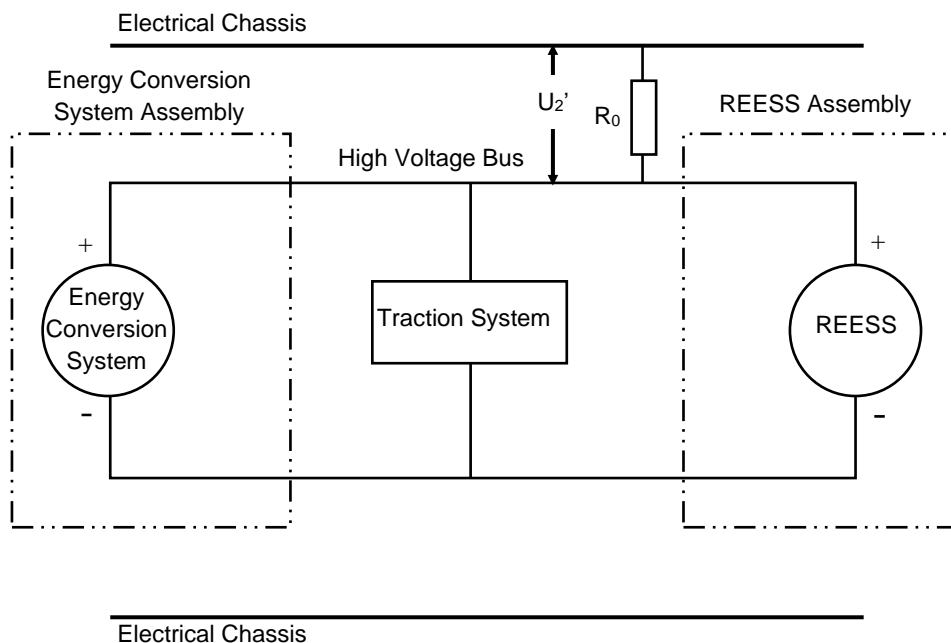 Electrical Chassis
Energy Conversion
System Assembly
U2’
R0
REESS Assembly
High Voltage Bus
+
+
Energy
Conversion
System
Traction System
REESS
-
-
Electrical Chassis